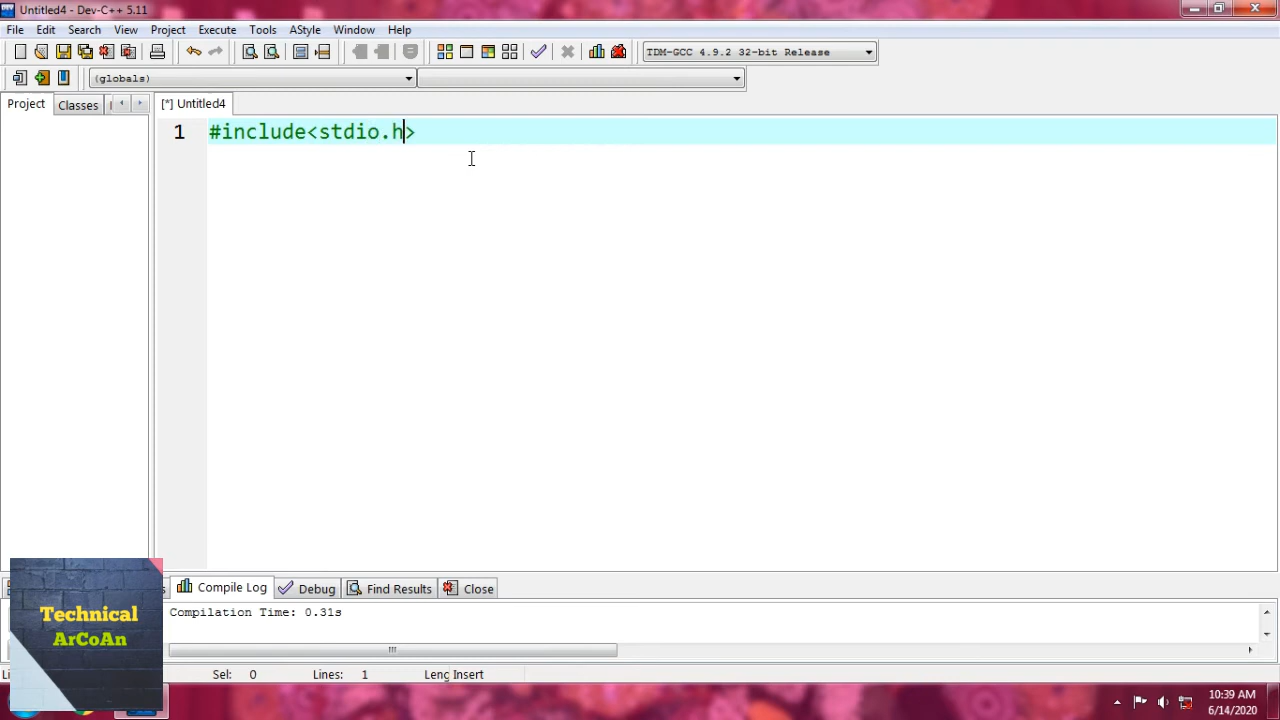 Untitled4 - Dev-C++ 5.11
File Edit Search View Project Execute Tools AStyle Window Help
TDM-GCC 4.9.2 32-bit Release
(globals)
Project Classes
[*] Untitled4
1 #include<stdio.h>
Compile Log Debug Find Results Close
Compilation Time: 0.31s
Technical
ArCoAn
Sel: 0 Lines: 1 Insert
10:39 AM
6/14/2020